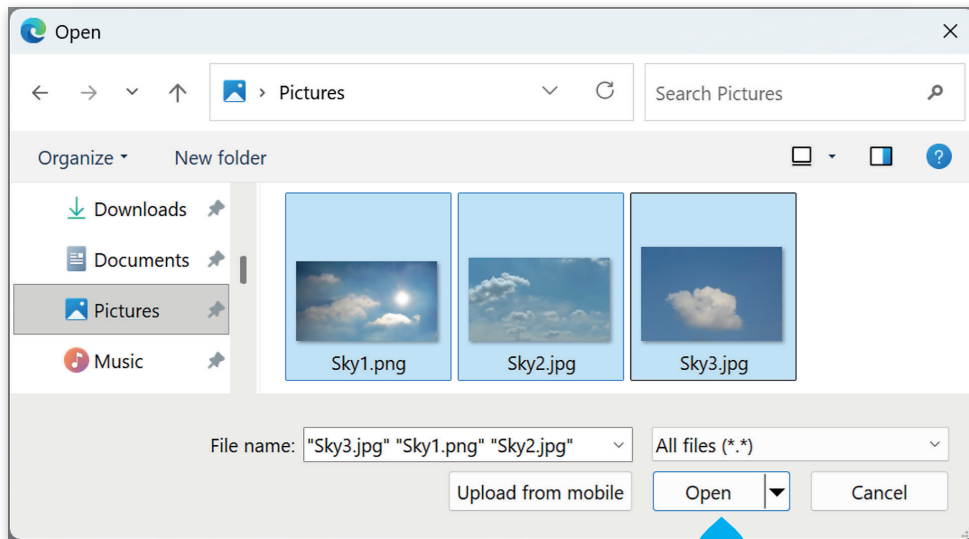 Open
Pictures
Search Pictures
Organize
New folder
Downloads
Documents
Pictures
Music
Sky1.png
Sky2.jpg
Sky3.jpg
File name: "Sky3.jpg" "Sky1.png" "Sky2.jpg"
All files (*.*)
Upload from mobile
Open
Cancel